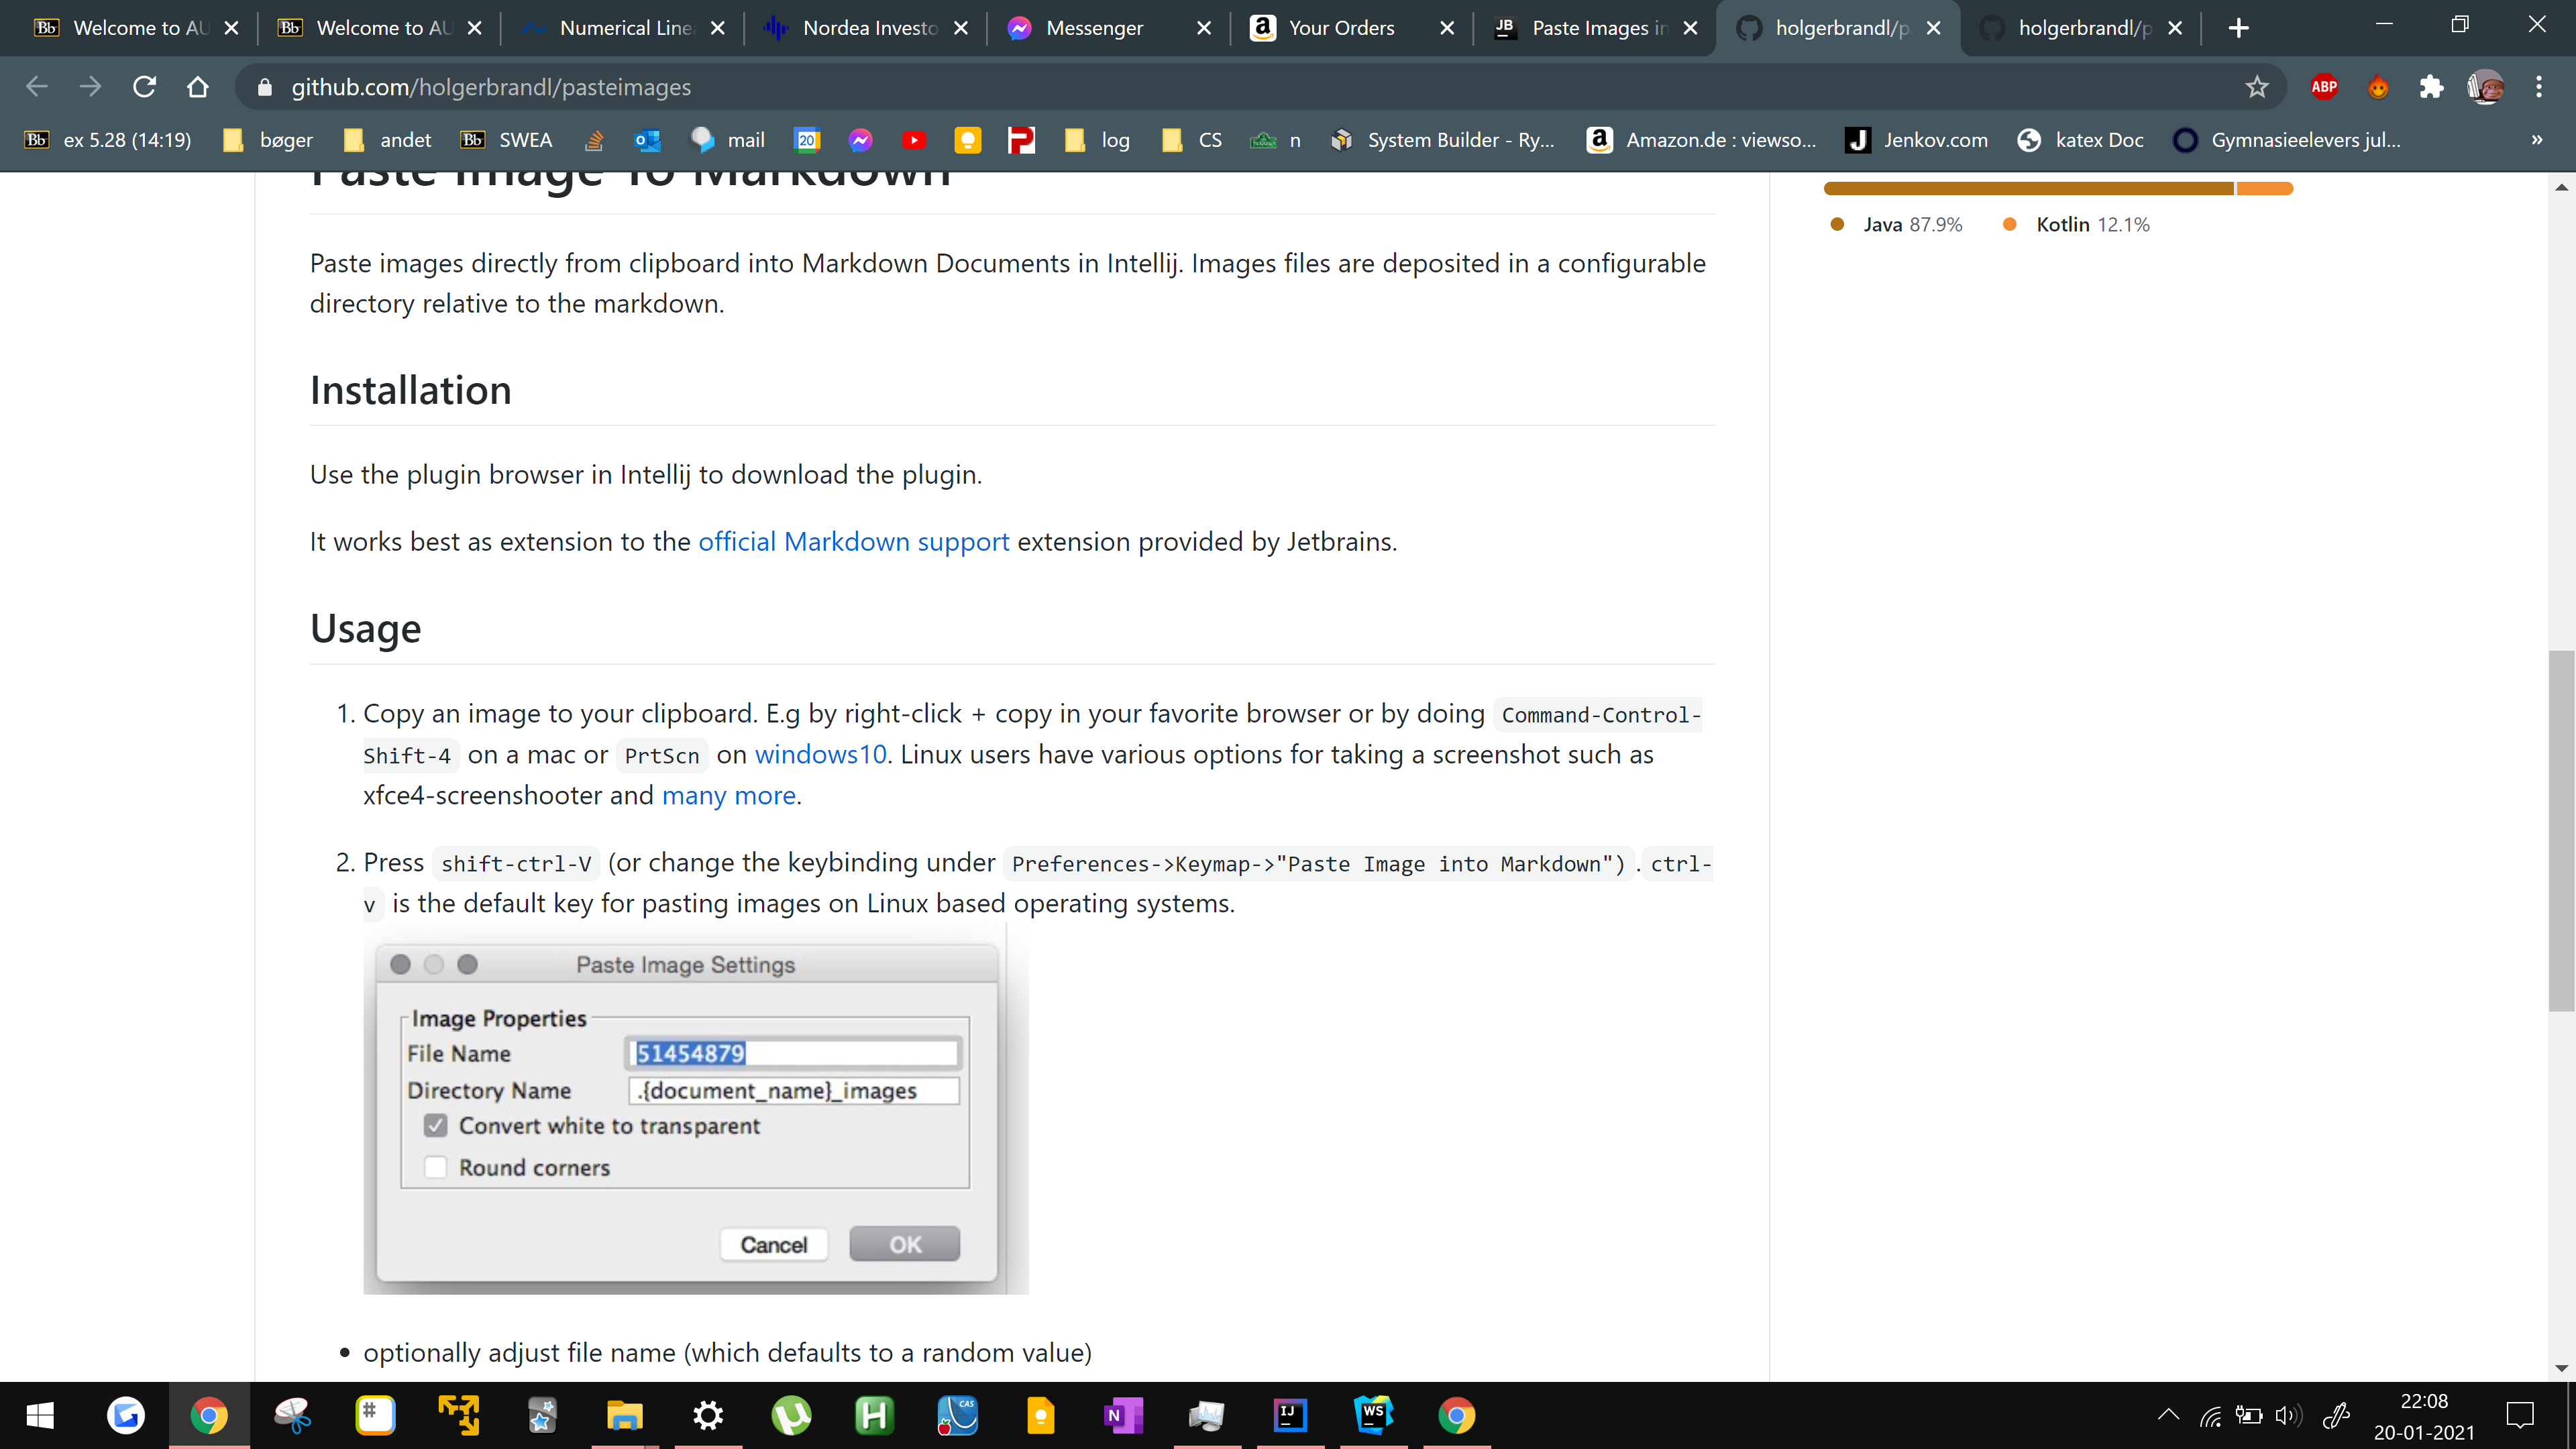 Welcome to AU
Welcome to AU
Numerical Line
Nordea Investo
Messenger
Your Orders
Paste Images in
holgerbrandl/p
holgerbrandl/p
github.com/holgerbrandl/pasteimages
ABP
Bb ex 5.28 (14:19)
bøger
andet
Bb SWEA
mail
20
log
CS
n
System Builder - Ry...
Amazon.de : viewso...
Jenkov.com
katex Doc
Gymnasieelevers jul...
»
Paste Image To Markdown
Java 87.9%
Kotlin 12.1%
Paste images directly from clipboard into Markdown Documents in Intellij. Images files are deposited in a configurable
directory relative to the markdown.
Installation
Use the plugin browser in Intellij to download the plugin.
It works best as extension to the official Markdown support extension provided by Jetbrains.
Usage
1. Copy an image to your clipboard. E.g by right-click + copy in your favorite browser or by doing Command-Control-
Shift-4 on a mac or PrtScn on windows10. Linux users have various options for taking a screenshot such as
xfce4-screenshooter and many more.
2. Press shift-ctrl-V (or change the keybinding under Preferences->Keymap->"Paste Image into Markdown"). ctrl-
v is the default key for pasting images on Linux based operating systems.
Paste Image Settings
Image Properties
File Name 51454879
Directory Name .{document_name}_images
Convert white to transparent
Round corners
Cancel OK
• optionally adjust file name (which defaults to a random value)
22:08
20-01-2021